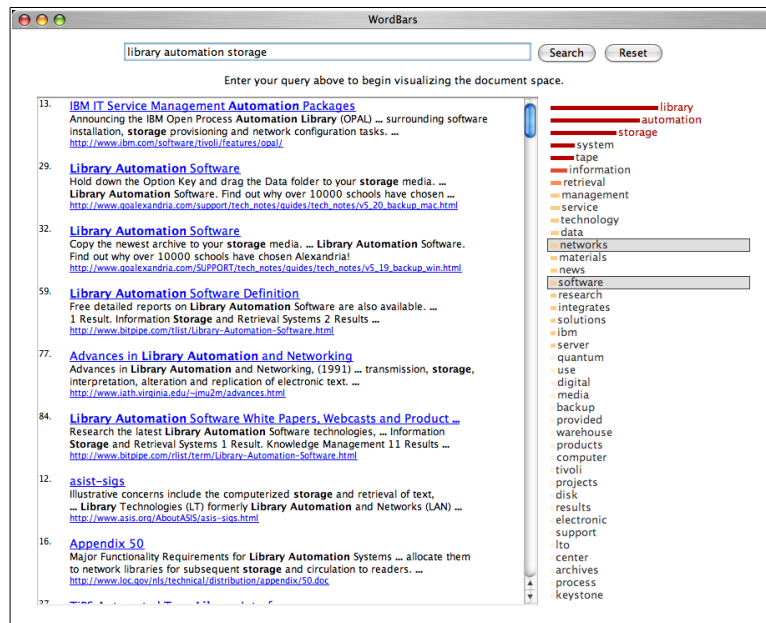 WordBars
library automation storage
Search
Reset
Enter your query above to begin visualizing the document space.
13. IBM IT Service Management Automation Packages
Announcing the IBM Open Process Automation Library (OPAL) ... surrounding software
installation, storage provisioning and network configuration tasks. ...
http://www.ibm.com/software/tivoli/features/opal/
29. Library Automation Software
Hold down the Option Key and drag the Data folder to your storage media. ...
Library Automation Software. Find out why over 10000 schools have chosen ...
http://www.goalexandria.com/support/tech_notes/guides/tech_notes/v5_20_backup_mac.html
32. Library Automation Software
Copy the newest archive to your storage media. ... Library Automation Software.
Find out why over 10000 schools have chosen Alexandria!
http://www.goalexandria.com/SUPPORT/tech_notes/guides/tech_notes/v5_19_backup_win.html
59. Library Automation Software Definition
Free detailed reports on Library Automation Software are also available. ...
1 Result. Information Storage and Retrieval Systems 2 Results ...
http://www.bitpipe.com/tlist/Library-Automation-Software.html
77. Advances in Library Automation and Networking
Advances in Library Automation and Networking, (1991) ... transmission, storage,
interpretation, alteration and replication of electronic text. ...
http://www.iath.virginia.edu/~jmu2m/advances.html
84. Library Automation Software White Papers, Webcasts and Product ...
Research the latest Library Automation Software technologies, ... Information
Storage and Retrieval Systems 1 Result. Knowledge Management 11 Results ...
http://www.bitpipe.com/rlist/term/Library-Automation-Software.html
12. asist-sigs
Illustrative concerns include the computerized storage and retrieval of text,
... Library Technologies (LT) formerly Library Automation and Networks (LAN) ...
http://www.asis.org/AboutASIS/asis-sigs.html
16. Appendix 50
Major Functionality Requirements for Library Automation Systems ... allocate them
to network libraries for subsequent storage and circulation to readers. ...
http://www.loc.gov/nls/technical/distribution/appendix/50.doc
library
automation
storage
system
tape
information
retrieval
management
service
technology
data
networks
materials
news
software
research
integrates
solutions
ibm
server
quantum
use
digital
media
backup
provided
warehouse
products
computer
tivoli
projects
disk
results
electronic
support
lto
center
archives
process
keystone